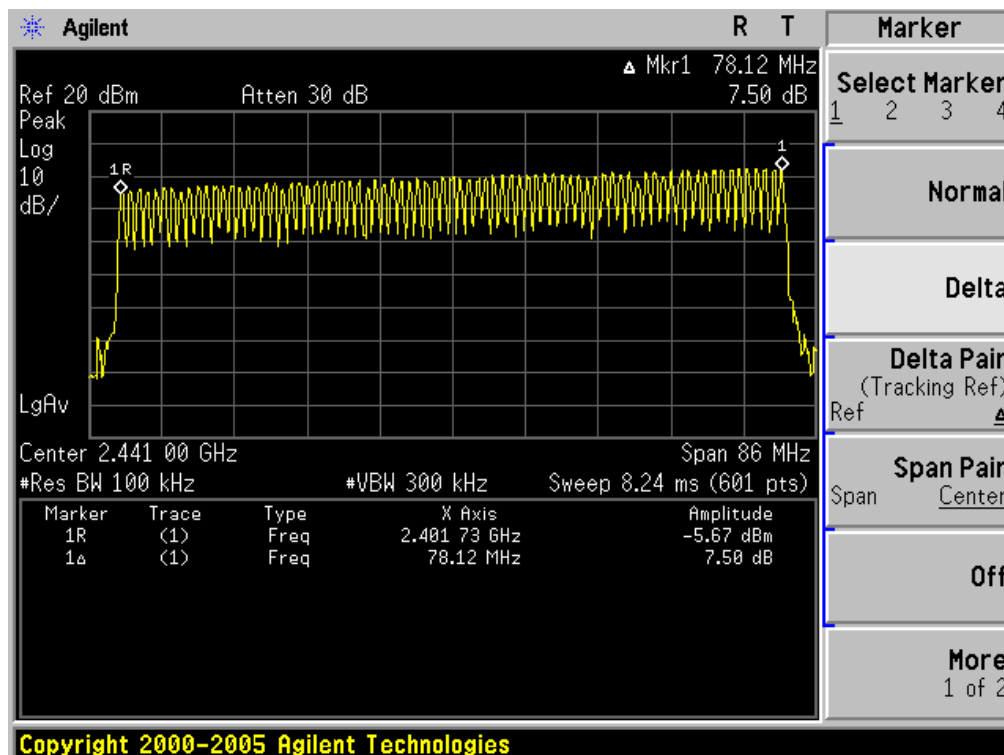 Agilent R T
△ Mkr1 78.12 MHz
Ref 20 dBm Atten 30 dB 7.50 dB
Peak
Log
10
dB/
1R
1
LgAv
Center 2.441 00 GHz Span 86 MHz
#Res BW 100 kHz #VBW 300 kHz Sweep 8.24 ms (601 pts)
Marker Trace Type X Axis Amplitude
1R (1) Freq 2.401 73 GHz -5.67 dBm
1△ (1) Freq 78.12 MHz 7.50 dB
Marker
Select Marker
1 2 3 4
Normal
Delta
Delta Pair
(Tracking Ref)
Ref △
Span Pair
Span Center
Off
More
1 of 2
Copyright 2000-2005 Agilent Technologies